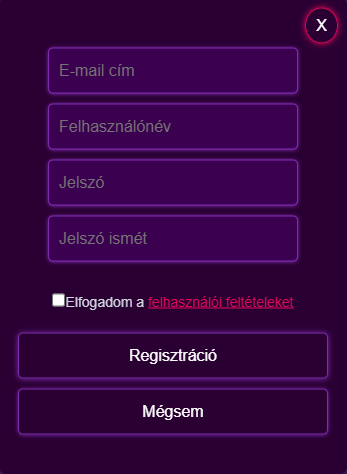 X
E-mail cím
Felhasználónév
Jelszó
Jelszó ismét
Elfogadom a felhasználói feltételeket
Regisztráció
Mégsem